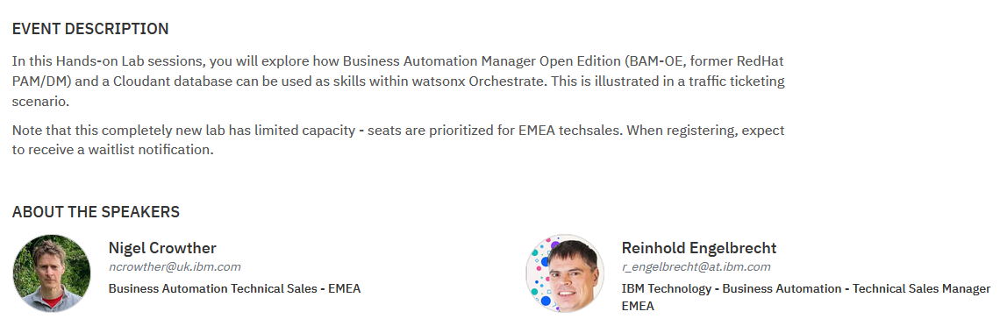 EVENT DESCRIPTION
In this Hands-on Lab sessions, you will explore how Business Automation Manager Open Edition (BAM-OE, former RedHat
PAM/DM) and a Cloudant database can be used as skills within watsonx Orchestrate. This is illustrated in a traffic ticketing
scenario.
Note that this completely new lab has limited capacity - seats are prioritized for EMEA techsales. When registering, expect
to receive a waitlist notification.
ABOUT THE SPEAKERS
Nigel Crowther
ncrowther@uk.ibm.com
Business Automation Technical Sales - EMEA
Reinhold Engelbrecht
r_engelbrecht@at.ibm.com
IBM Technology - Business Automation - Technical Sales Manager
EMEA